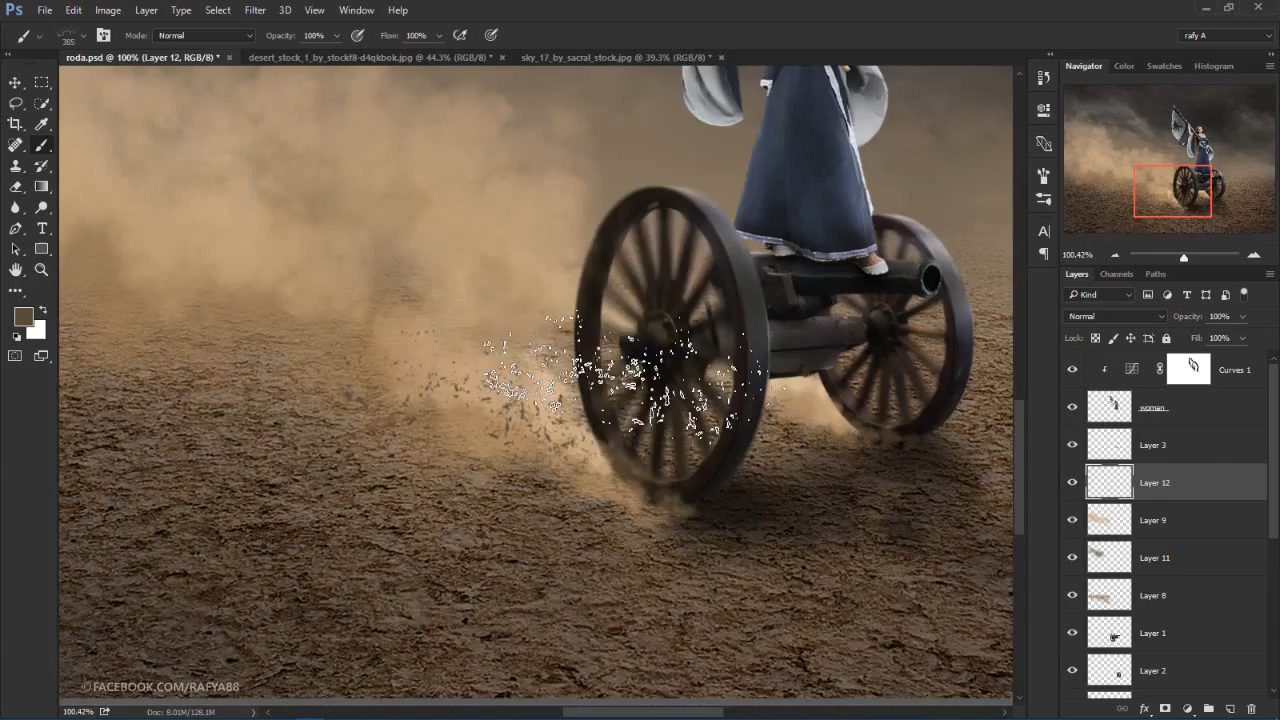 Ps File Edit Image Layer Type Select Filter 3D View Window Help
385 Mode: Normal Opacity: 100% Flow: 100% rafy A
roda.psd @ 100% (Layer 12, RGB/8) * × desert_stock_1_by_stockf8-d4qkbok.jpg @ 44.3% (RGB/8) * × sky_17_by_sacral_stock.jpg @ 39.3% (RGB/8) * ×
Navigator Color Swatches Histogram
100.42%
Layers Channels Paths
Kind
Normal Opacity: 100%
Lock: Fill: 100%
Curves 1
woman
Layer 3
Layer 12
Layer 9
Layer 11
Layer 8
Layer 1
Layer 2
© FACEBOOK.COM/RAFYA88
100.42% Doc: 8.01M/128.1M